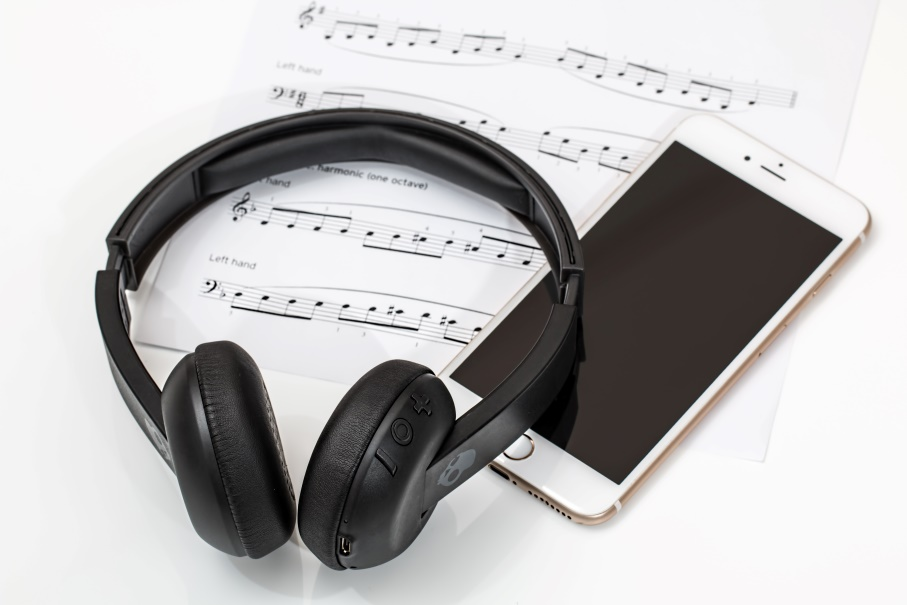 Left hand
harmonic (one octave)
hand
Left hand